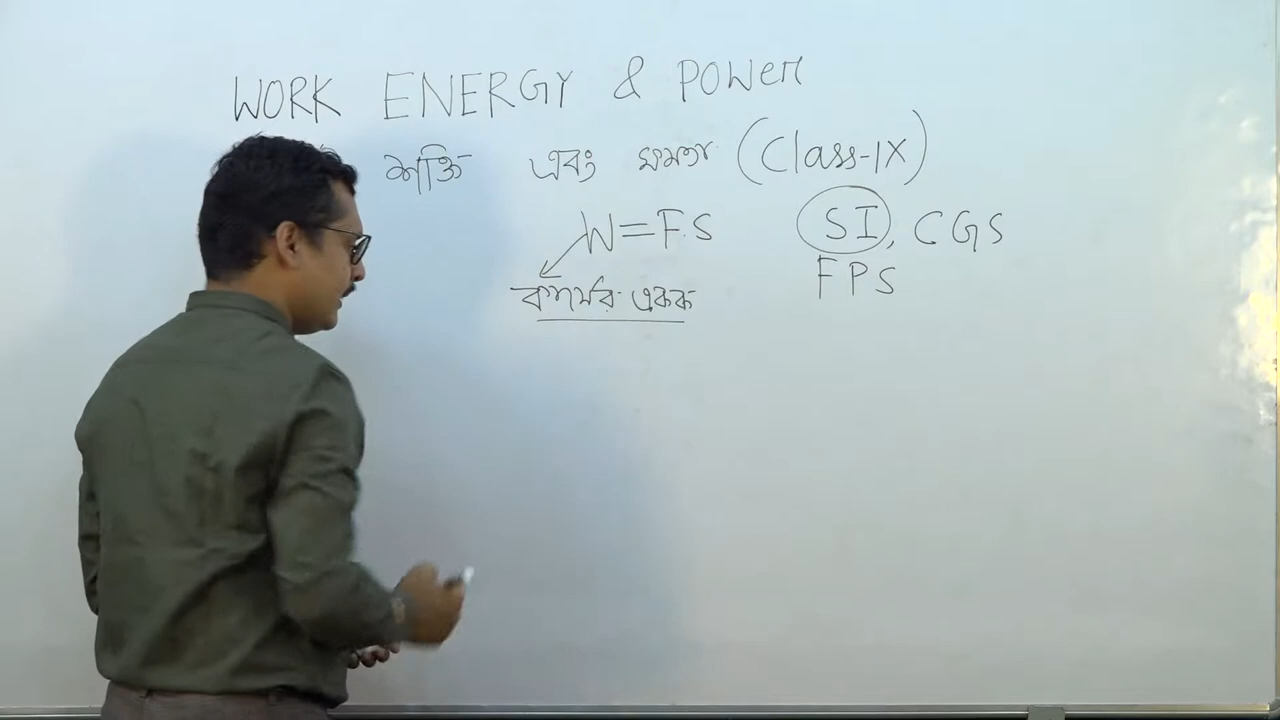 WORK ENERGY & POWER
শক্তি এবং ক্ষমতা (Class-IX)
W=F.S SI, CGS
কার্যের একক FPS